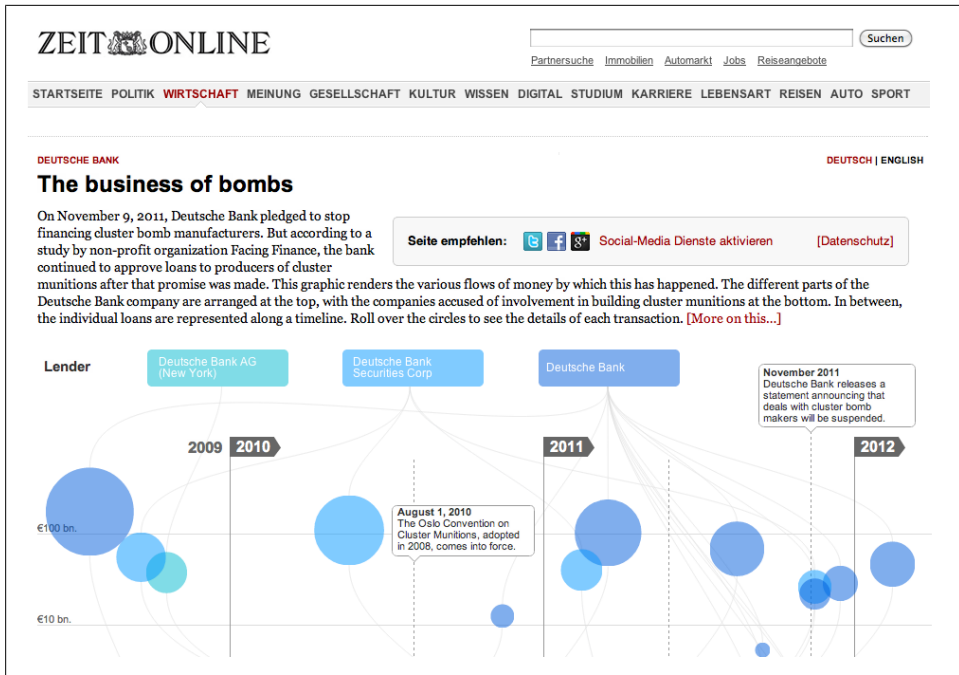 ZEIT ONLINE
Suchen
Partnersuche Immobilien Automarkt Jobs Reiseangebote
STARTSEITE POLITIK WIRTSCHAFT MEINUNG GESELLSCHAFT KULTUR WISSEN DIGITAL STUDIUM KARRIERE LEBENSART REISEN AUTO SPORT
DEUTSCHE BANK
DEUTSCH | ENGLISH
The business of bombs
On November 9, 2011, Deutsche Bank pledged to stop
financing cluster bomb manufacturers. But according to a
study by non-profit organization Facing Finance, the bank
continued to approve loans to producers of cluster
munitions after that promise was made. This graphic renders the various flows of money by which this has happened. The different parts of the
Deutsche Bank company are arranged at the top, with the companies accused of involvement in building cluster munitions at the bottom. In between,
the individual loans are represented along a timeline. Roll over the circles to see the details of each transaction. [More on this...]
Seite empfehlen: Social-Media Dienste aktivieren [Datenschutz]
Lender
Deutsche Bank AG
(New York)
Deutsche Bank
Securities Corp
Deutsche Bank
November 2011
Deutsche Bank releases a
statement announcing that
deals with cluster bomb
makers will be suspended.
2009 2010 2011 2012
August 1, 2010
The Oslo Convention on
Cluster Munitions, adopted
in 2008, comes into force.
€100 bn.
€10 bn.